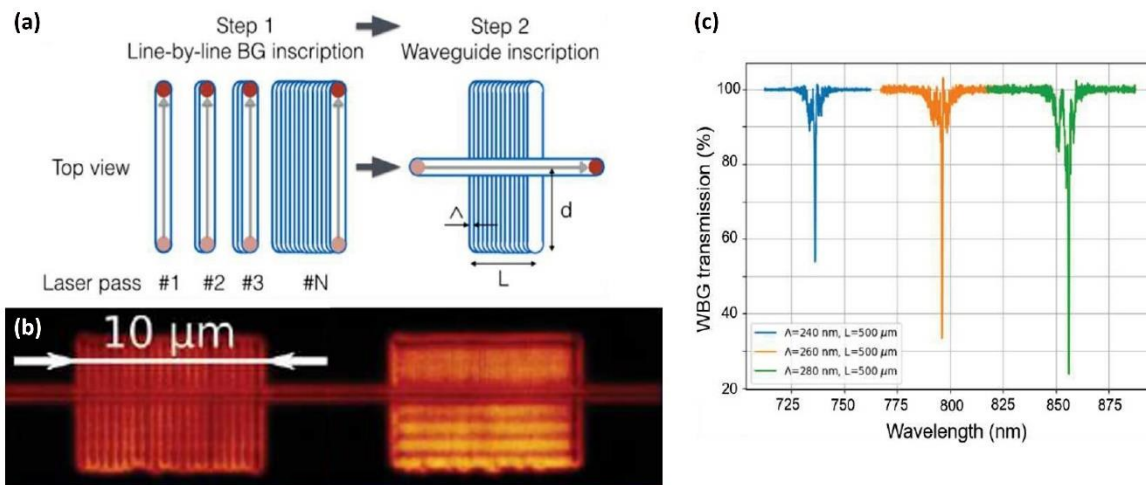 (a)
Step 1
Line-by-line BG inscription
Step 2
Waveguide inscription
Top view
Λ
d
L
Laser pass #1 #2 #3 #N
(b)
10 µm
(c)
WBG transmission (%)
100
80
60
40
20
Λ=240 nm, L=500 µm
Λ=260 nm, L=500 µm
Λ=280 nm, L=500 µm
725 750 775 800 825 850 875
Wavelength (nm)